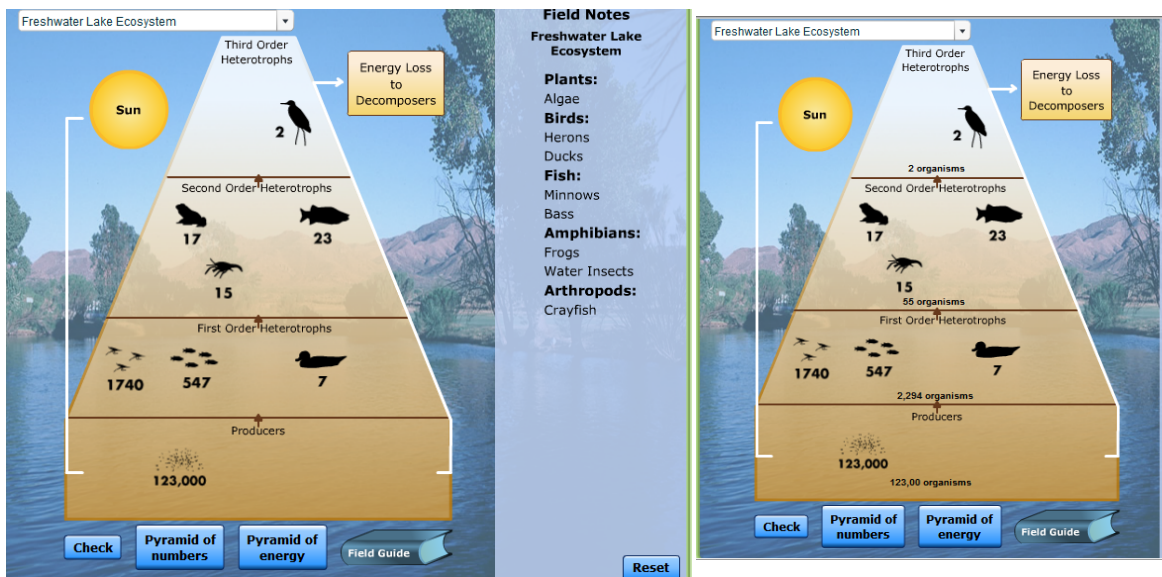 Freshwater Lake Ecosystem
Third Order
Heterotrophs
Energy Loss
to
Decomposers
Sun
2
Second Order Heterotrophs
17
23
15
First Order Heterotrophs
1740
547
7
Producers
123,000
Check
Pyramid of
numbers
Pyramid of
energy
Field Guide
Field Notes
Freshwater Lake
Ecosystem
Plants:
Algae
Birds:
Herons
Ducks
Fish:
Minnows
Bass
Amphibians:
Frogs
Water Insects
Arthropods:
Crayfish
Reset
Freshwater Lake Ecosystem
Third Order
Heterotrophs
Energy Loss
to
Decomposers
Sun
2
2 organisms
Second Order Heterotrophs
17
23
15
55 organisms
First Order Heterotrophs
1740
547
7
2,294 organisms
Producers
123,000
123,00 organisms
Check
Pyramid of
numbers
Pyramid of
energy
Field Guide